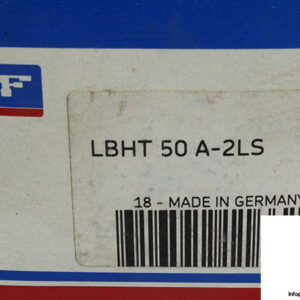 F
LBHT 50 A-2LS
18 - MADE IN GERMANY